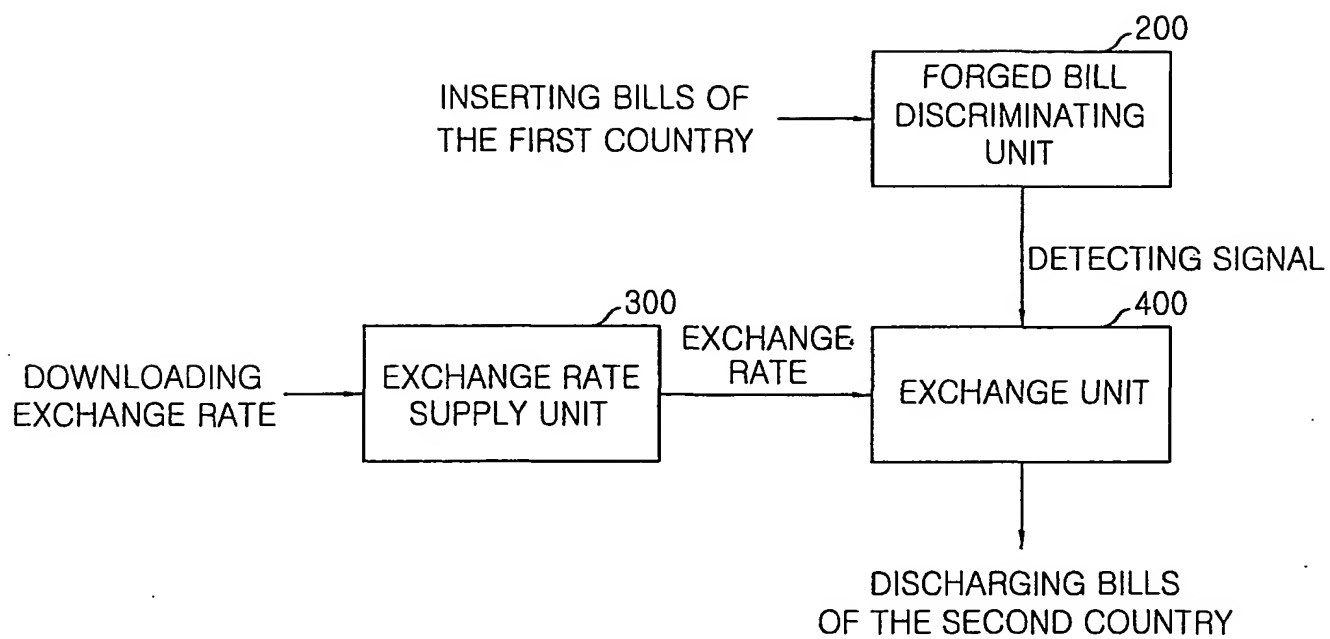 200
FORGED BILL
DISCRIMINATING
UNIT
INSERTING BILLS OF
THE FIRST COUNTRY
DETECTING SIGNAL
300
400
EXCHANGE
RATE
DOWNLOADING
EXCHANGE RATE
EXCHANGE RATE
SUPPLY UNIT
EXCHANGE UNIT
DISCHARGING BILLS
OF THE SECOND COUNTRY